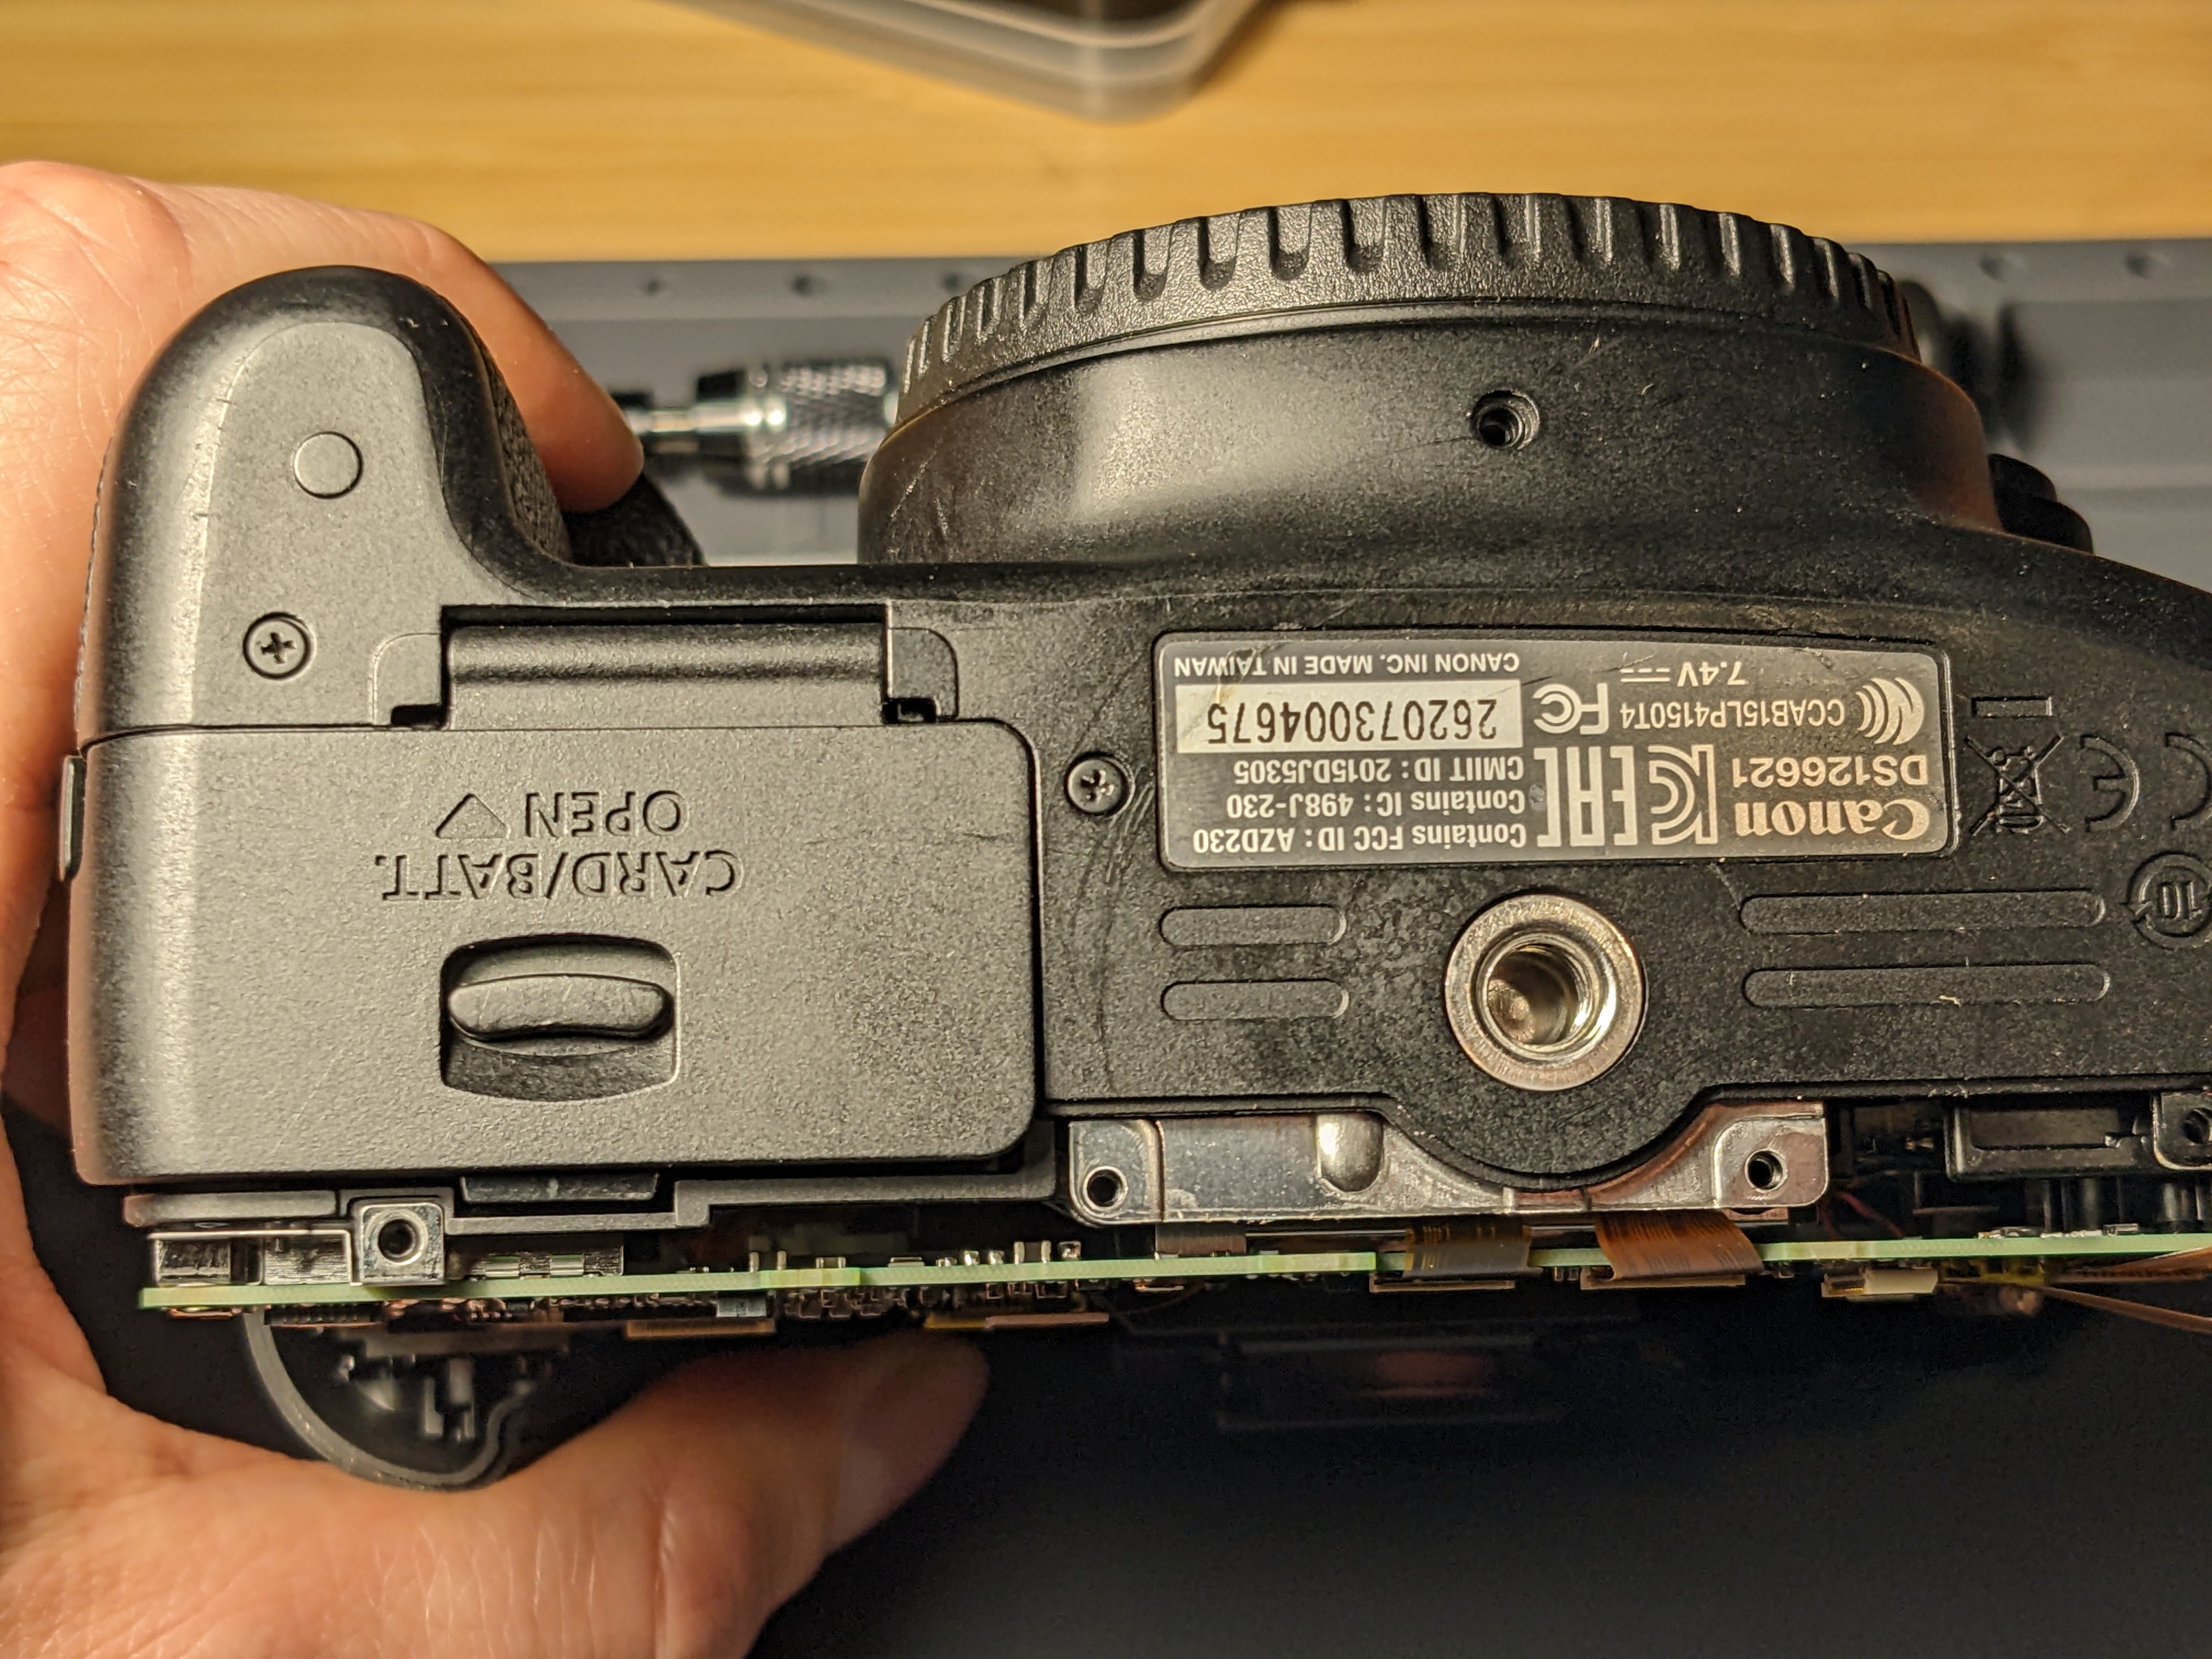 CARD/BATT.
OPEN
Canon
DS126621
CCAB15LP4150T4
7.4V
Contains FCC ID: AZD230
Contains IC: 498J-230
CMIIT ID: 2015DJ5305
262073004675
CANON INC. MADE IN TAIWAN
EAC
FC
10